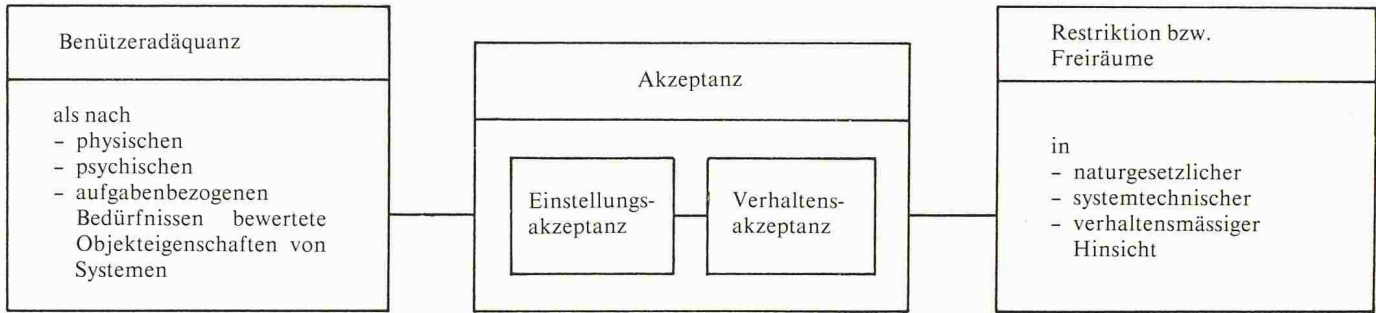 Benützeradäquanz
als nach
– physischen
– psychischen
– aufgabenbezogenen
Bedürfnissen bewertete
Objekteigenschaften von
Systemen
Akzeptanz
Einstellungs-
akzeptanz
Verhaltens-
akzeptanz
Restriktion bzw.
Freiräume
in
– naturgesetzlicher
– systemtechnischer
– verhaltensmässiger
Hinsicht